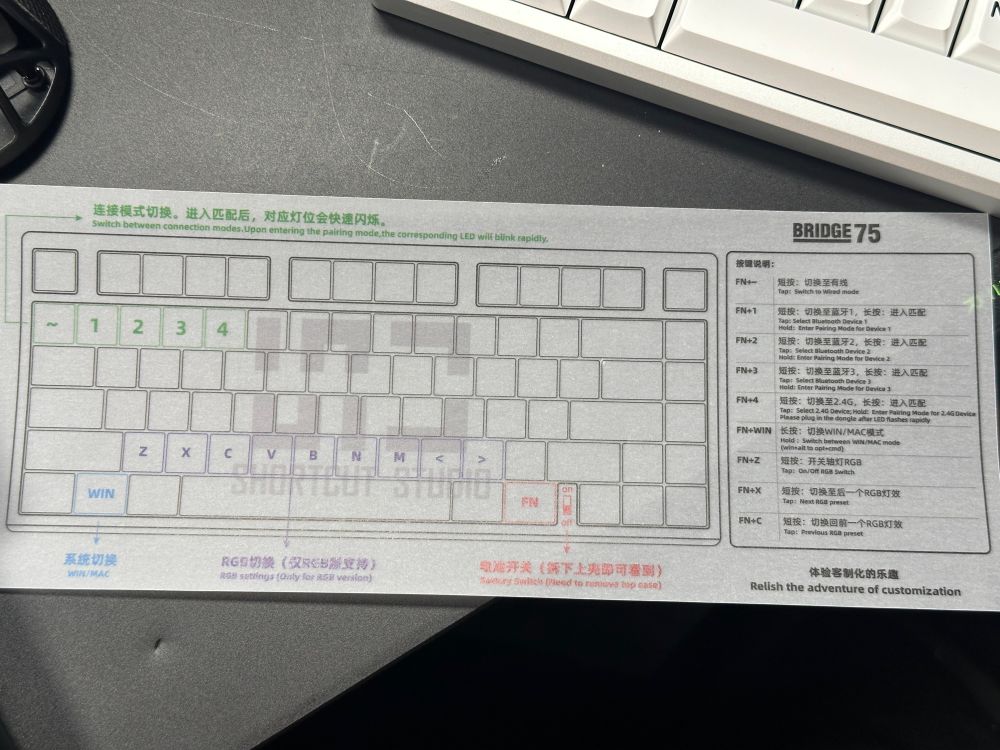 N
连接模式切换。进入匹配后，对应灯位会快速闪烁。
Switch between connection modes.Upon entering the pairing mode,the corresponding LED will blink rapidly.
~ 1 2 3 4
Z X C V B N M < >
SHORTCUT STUDIO
WIN FN on
off
系统切换
WIN/MAC
RGB切换（仅RGB版支持）
RGB settings (Only for RGB version)
电池开关（拆下上壳即可看到）
Battery Switch (Need to remove top case)
BRIDGE 75
按键说明：
FN+~ 短按：切换至有线
Tap：Switch to Wired mode
FN+1 短按：切换至蓝牙1，长按：进入匹配
Tap: Select Bluetooth Device 1
Hold：Enter Pairing Mode for Device 1
FN+2 短按：切换至蓝牙2，长按：进入匹配
Tap：Select Bluetooth Device 2
Hold：Enter Pairing Mode for Device 2
FN+3 短按：切换至蓝牙3，长按：进入匹配
Tap：Select Bluetooth Device 3
Hold：Enter Pairing Mode for Device 3
FN+4 短按：切换至2.4G，长按：进入匹配
Tap：Select 2.4G Device; Hold：Enter Pairing Mode for 2.4G Device
Please plug in the dongle after LED flashes rapidly
FN+WIN 长按：切换WIN/MAC模式
Hold：Switch between WIN/MAC mode
(win+alt to opt+cmd)
FN+Z 短按：开关轴灯RGB
Tap：On/Off RGB Switch
FN+X 短按：切换至后一个RGB灯效
Tap：Next RGB preset
FN+C 短按：切换回前一个RGB灯效
Tap：Previous RGB preset
体验客制化的乐趣
Relish the adventure of customization